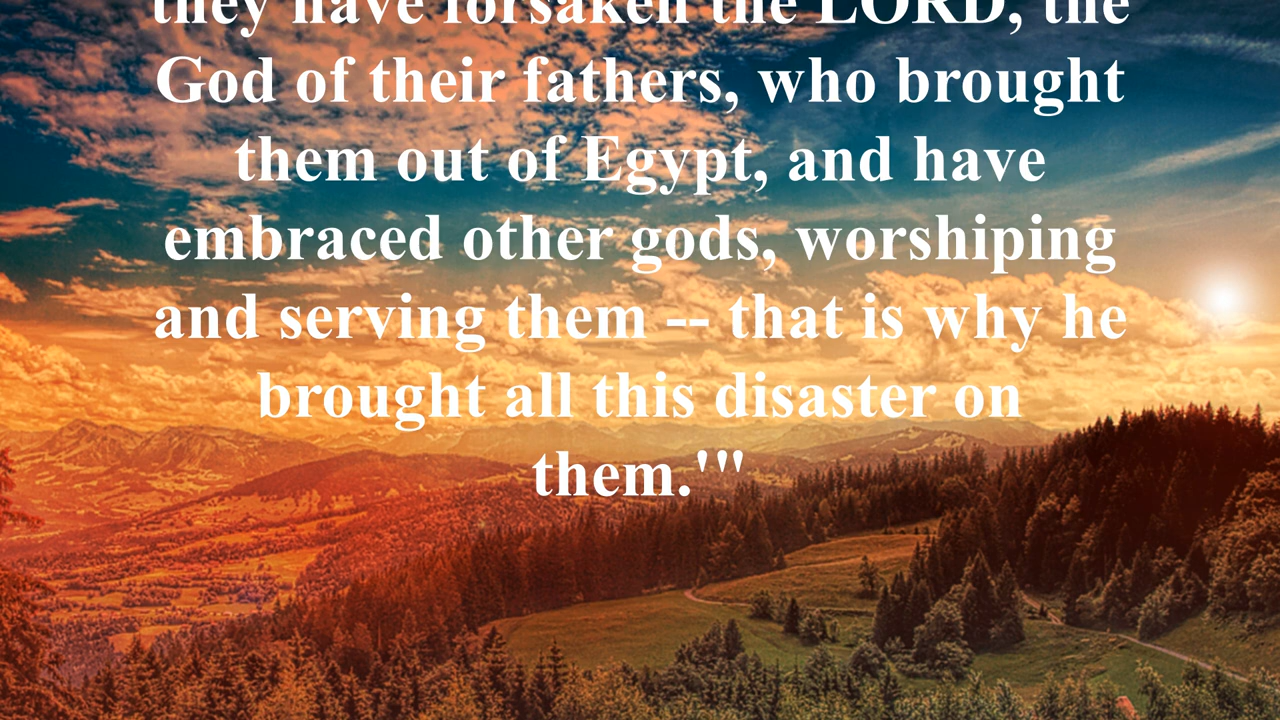 they have forsaken the LORD, the
God of their fathers, who brought
them out of Egypt, and have
embraced other gods, worshiping
and serving them -- that is why he
brought all this disaster on
them.'"